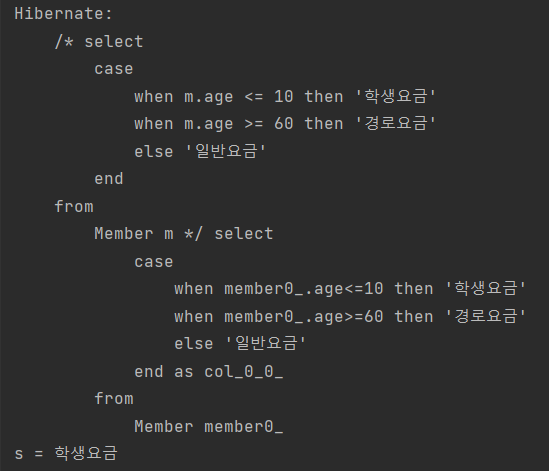 Hibernate:
    /* select
        case
            when m.age <= 10 then '학생요금'
            when m.age >= 60 then '경로요금'
            else '일반요금'
        end
    from
        Member m */ select
            case
                when member0_.age<=10 then '학생요금'
                when member0_.age>=60 then '경로요금'
                else '일반요금'
            end as col_0_0_
        from
            Member member0_
s = 학생요금